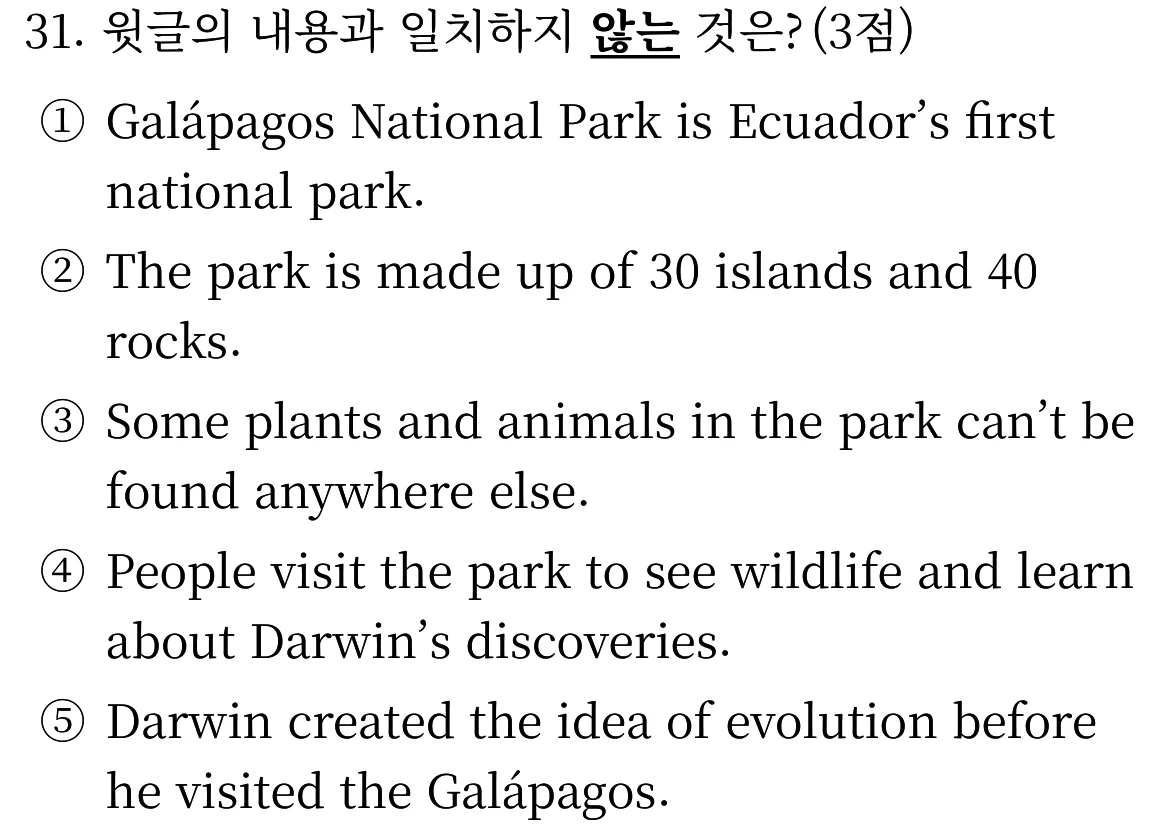 31. 윗글의 내용과 일치하지 않는 것은? (3점)
① Galápagos National Park is Ecuador’s first
national park.
② The park is made up of 30 islands and 40
rocks.
③ Some plants and animals in the park can’t be
found anywhere else.
④ People visit the park to see wildlife and learn
about Darwin’s discoveries.
⑤ Darwin created the idea of evolution before
he visited the Galápagos.